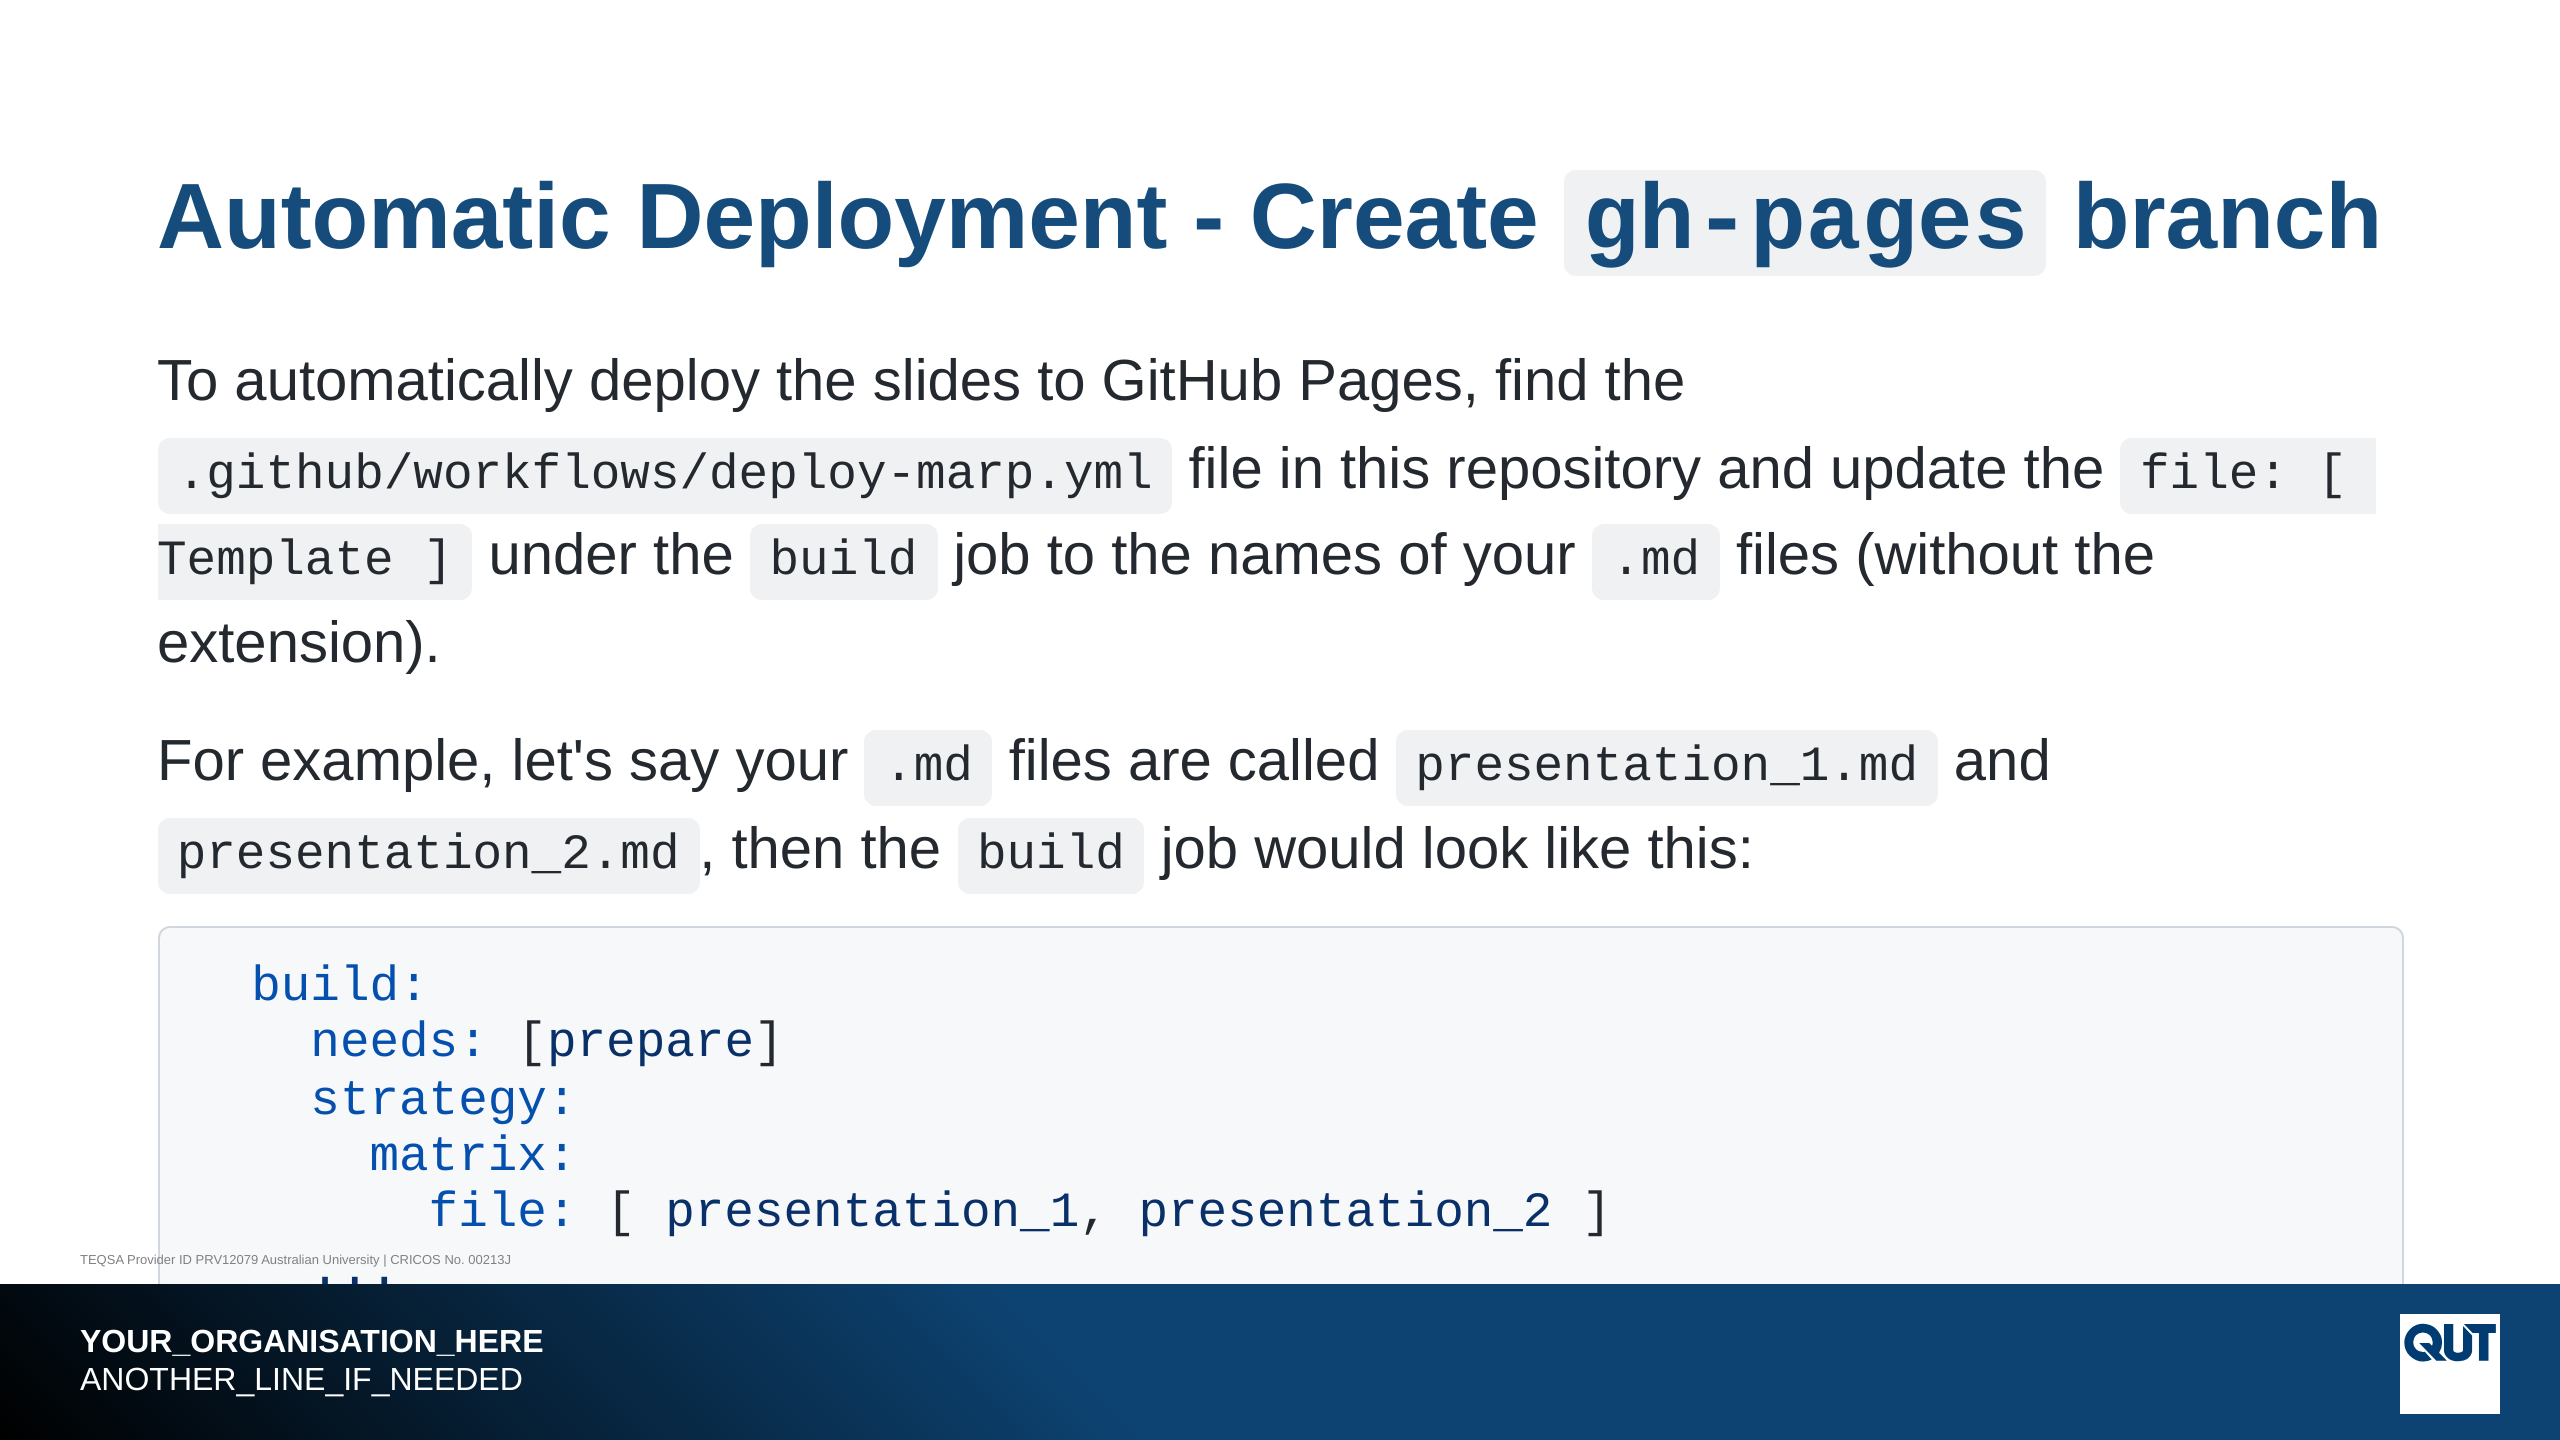 Automatic Deployment - Create gh-pages branch
To automatically deploy the slides to GitHub Pages, find the
.github/workflows/deploy-marp.yml file in this repository and update the file: [
Template ] under the build job to the names of your .md files (without the
extension).
For example, let's say your .md files are called presentation_1.md and
presentation_2.md, then the build job would look like this:
build:
  needs: [prepare]
  strategy:
    matrix:
      file: [ presentation_1, presentation_2 ]
TEQSA Provider ID PRV12079 Australian University | CRICOS No. 00213J
YOUR_ORGANISATION_HERE
ANOTHER_LINE_IF_NEEDED
QUT